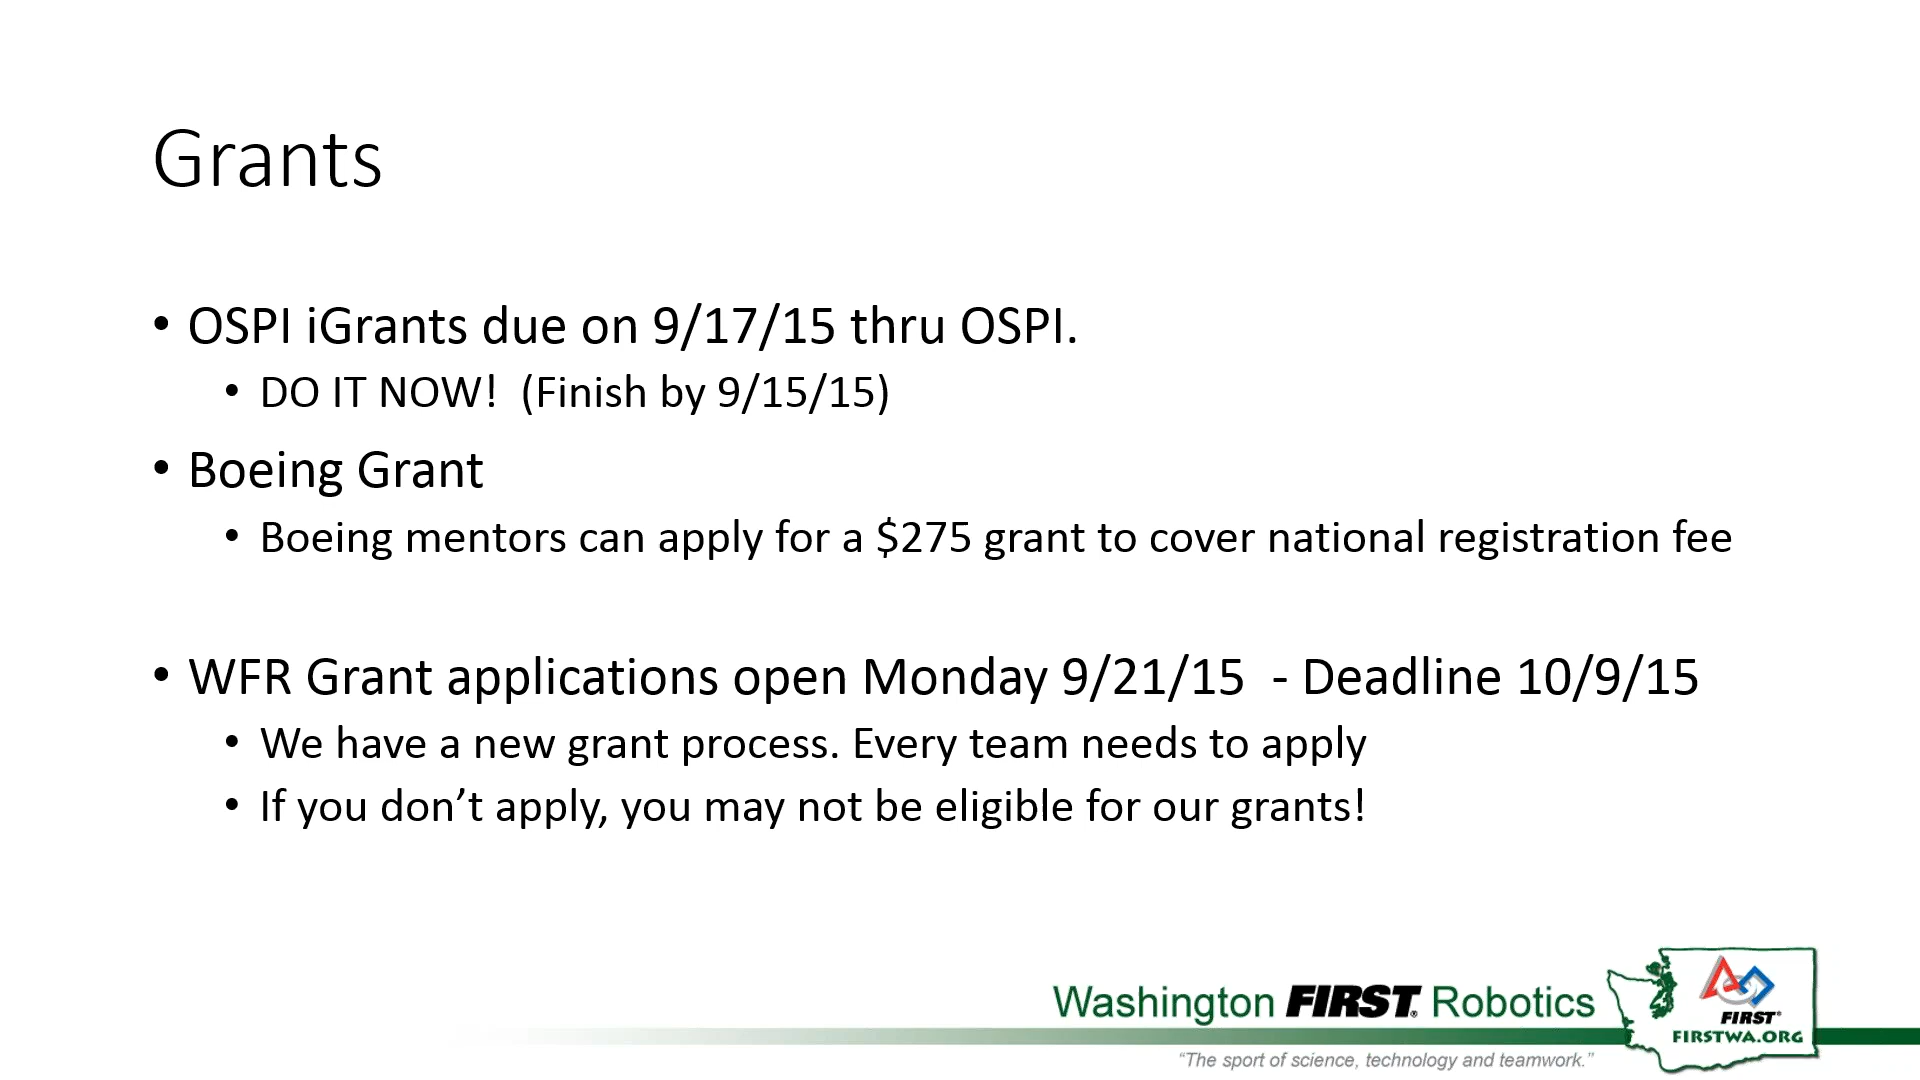 Grants
• OSPI iGrants due on 9/17/15 thru OSPI.
• DO IT NOW!  (Finish by 9/15/15)
• Boeing Grant
• Boeing mentors can apply for a $275 grant to cover national registration fee
• WFR Grant applications open Monday 9/21/15  - Deadline 10/9/15
• We have a new grant process. Every team needs to apply
• If you don’t apply, you may not be eligible for our grants!
Washington FIRST® Robotics
“The sport of science, technology and teamwork.”
FIRST®
FIRSTWA.ORG